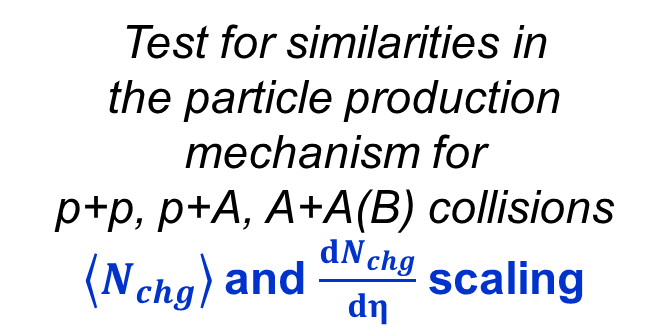 Test for similarities in
the particle production
mechanism for
p+p, p+A, A+A(B) collisions
⟨N_chg⟩ and dN_chg/dη scaling